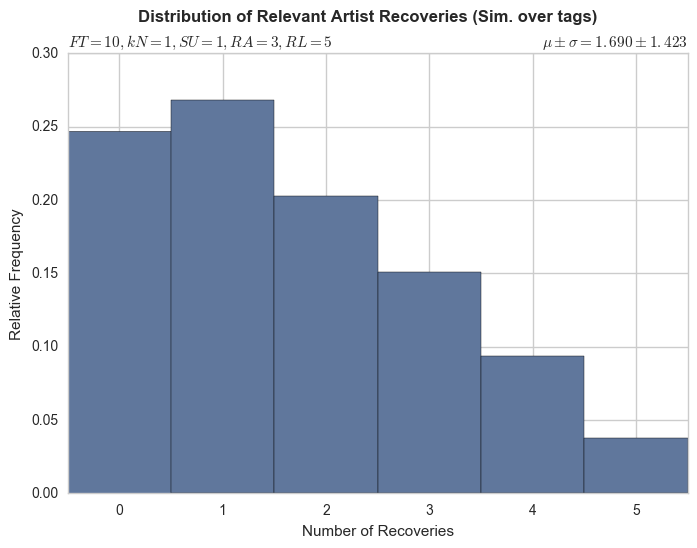 Distribution of Relevant Artist Recoveries (Sim. over tags)
FT = 10, kN = 1, SU = 1, RA = 3, RL = 5
μ ± σ = 1.690 ± 1.423
0.30
0.25
0.20
0.15
0.10
0.05
0.00
Relative Frequency
0 1 2 3 4 5
Number of Recoveries